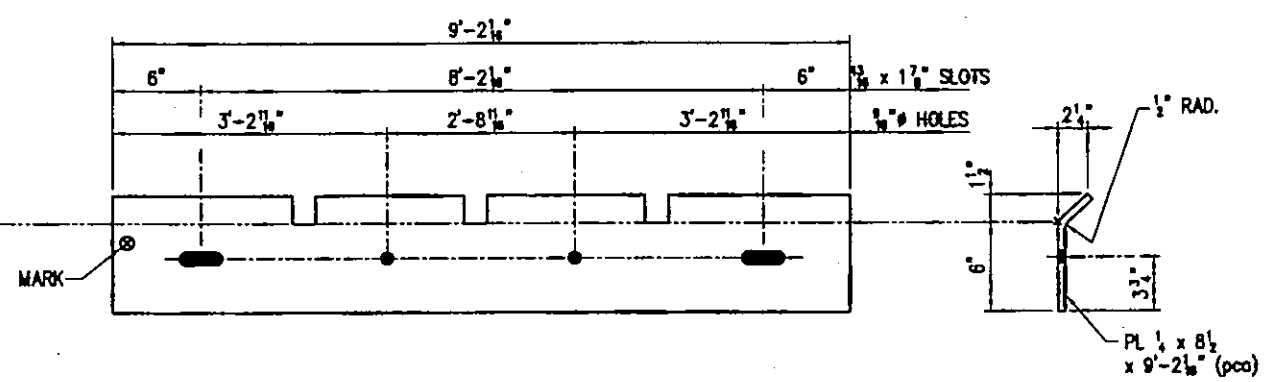 9'-2 1/16"
6"
8'-2 1/16"
6"
13/16 x 1 7/8" SLOTS
3'-2 11/16"
2'-8 11/16"
3'-2 11/16"
9/16"ø HOLES
2 1/4"
1/2" RAD.
1 1/2"
6"
3 3/4"
MARK
PL 1/4 x 8 1/2
x 9'-2 1/16" (pca)